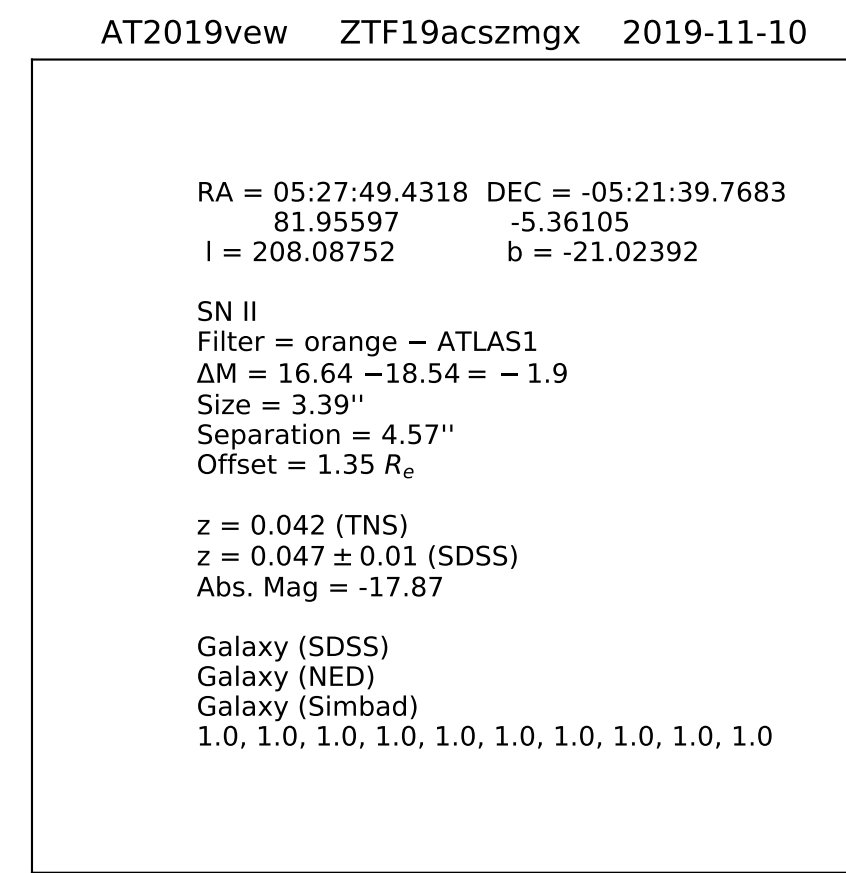 AT2019vew ZTF19acszmgx 2019-11-10
RA = 05:27:49.4318 DEC = -05:21:39.7683
81.95597 -5.36105
l = 208.08752 b = -21.02392
SN II
Filter = orange − ATLAS1
ΔM = 16.64 −18.54 = − 1.9
Size = 3.39''
Separation = 4.57''
Offset = 1.35 Rₑ
z = 0.042 (TNS)
z = 0.047 ± 0.01 (SDSS)
Abs. Mag = -17.87
Galaxy (SDSS)
Galaxy (NED)
Galaxy (Simbad)
1.0, 1.0, 1.0, 1.0, 1.0, 1.0, 1.0, 1.0, 1.0, 1.0